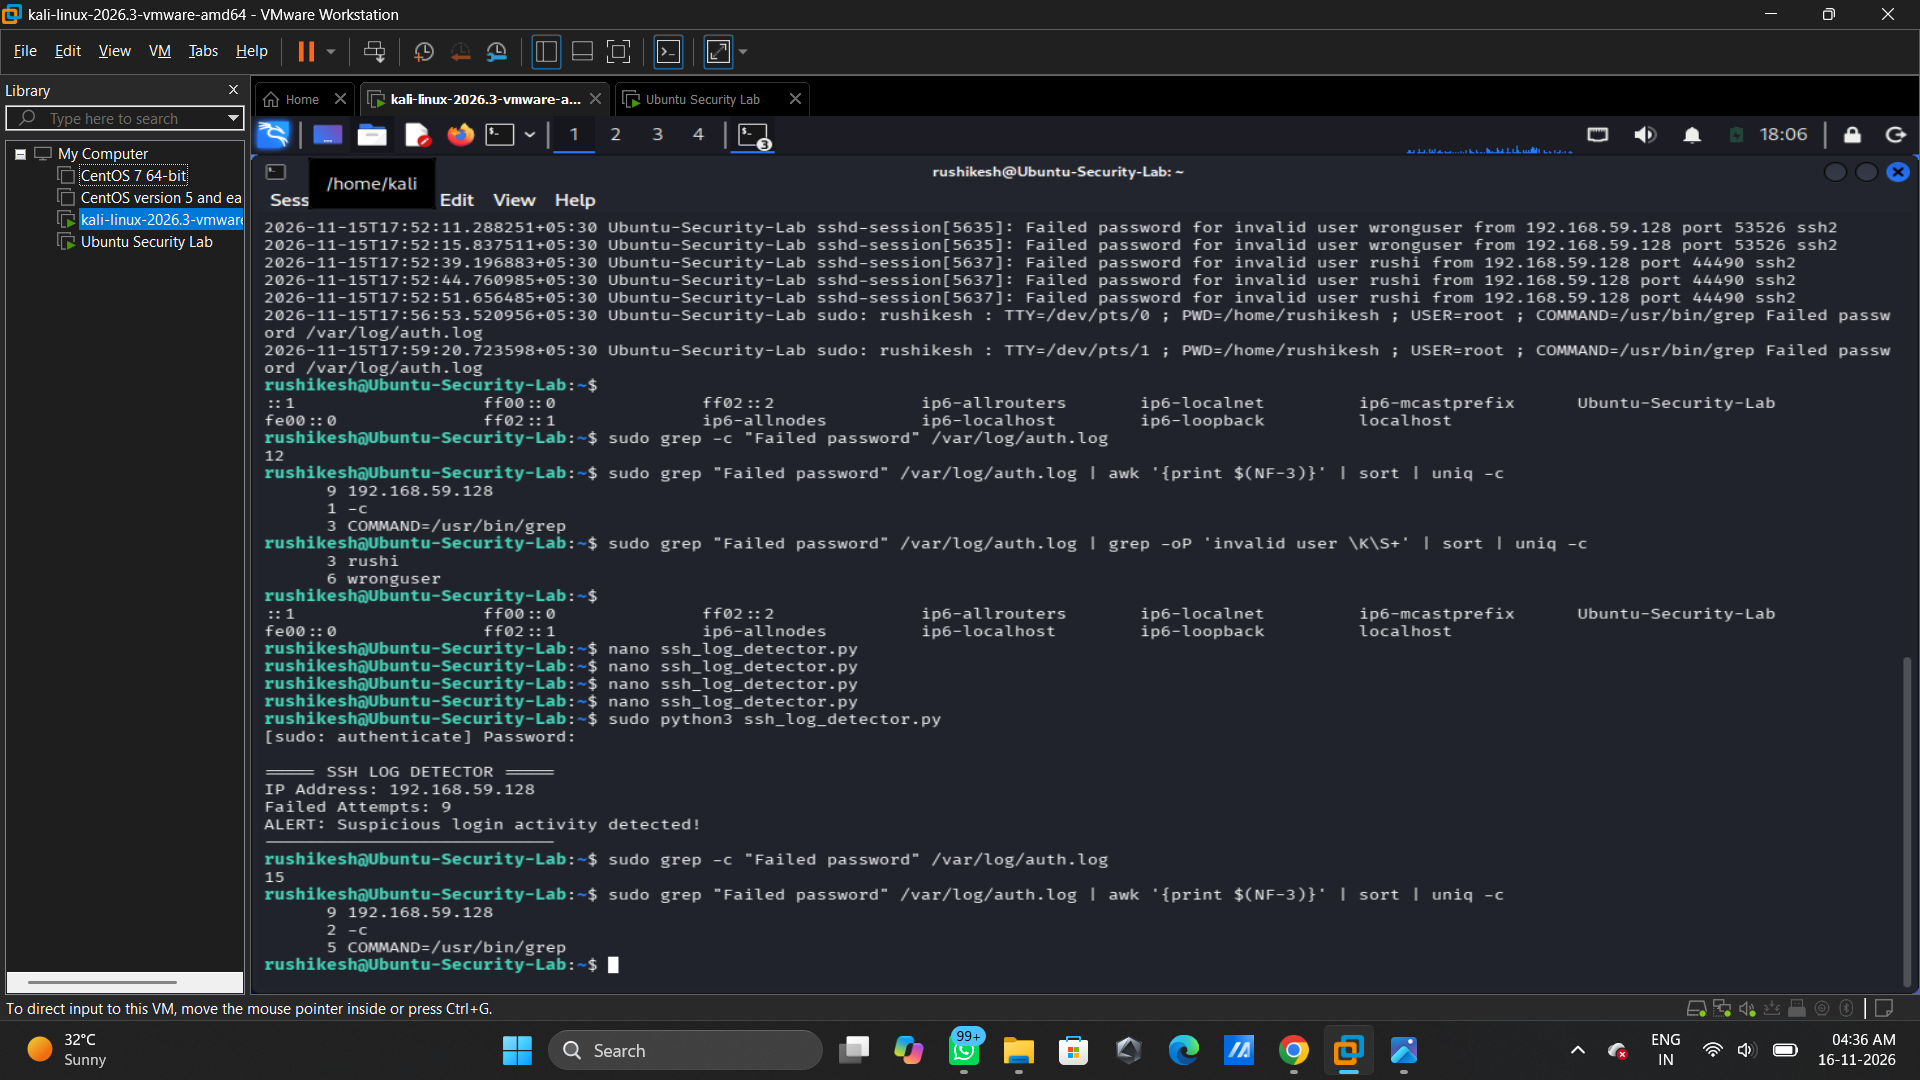 kali-linux-2026.3-vmware-amd64 - VMware Workstation
File Edit View VM Tabs Help
Library
Type here to search
My Computer
CentOS 7 64-bit
CentOS version 5 and ea
kali-linux-2026.3-vmware
Ubuntu Security Lab
Home
kali-linux-2026.3-vmware-a...
Ubuntu Security Lab
1 2 3 4
3
18:06
/home/kali
rushikesh@Ubuntu-Security-Lab: ~
Sess Edit View Help
2026-11-15T17:52:11.288251+05:30 Ubuntu-Security-Lab sshd-session[5635]: Failed password for invalid user wronguser from 192.168.59.128 port 53526 ssh2
2026-11-15T17:52:15.837511+05:30 Ubuntu-Security-Lab sshd-session[5635]: Failed password for invalid user wronguser from 192.168.59.128 port 53526 ssh2
2026-11-15T17:52:39.196883+05:30 Ubuntu-Security-Lab sshd-session[5637]: Failed password for invalid user rushi from 192.168.59.128 port 44490 ssh2
2026-11-15T17:52:44.760985+05:30 Ubuntu-Security-Lab sshd-session[5637]: Failed password for invalid user rushi from 192.168.59.128 port 44490 ssh2
2026-11-15T17:52:51.656485+05:30 Ubuntu-Security-Lab sshd-session[5637]: Failed password for invalid user rushi from 192.168.59.128 port 44490 ssh2
2026-11-15T17:56:53.520956+05:30 Ubuntu-Security-Lab sudo: rushikesh : TTY=/dev/pts/0 ; PWD=/home/rushikesh ; USER=root ; COMMAND=/usr/bin/grep Failed passw
ord /var/log/auth.log
2026-11-15T17:59:20.723598+05:30 Ubuntu-Security-Lab sudo: rushikesh : TTY=/dev/pts/1 ; PWD=/home/rushikesh ; USER=root ; COMMAND=/usr/bin/grep Failed passw
ord /var/log/auth.log
rushikesh@Ubuntu-Security-Lab:~$
::1 ff00::0 ff02::2 ip6-allrouters ip6-localnet ip6-mcastprefix Ubuntu-Security-Lab
fe00::0 ff02::1 ip6-allnodes ip6-localhost ip6-loopback localhost
rushikesh@Ubuntu-Security-Lab:~$ sudo grep -c "Failed password" /var/log/auth.log
12
rushikesh@Ubuntu-Security-Lab:~$ sudo grep "Failed password" /var/log/auth.log | awk '{print $(NF-3)}' | sort | uniq -c
9 192.168.59.128
1 -c
3 COMMAND=/usr/bin/grep
rushikesh@Ubuntu-Security-Lab:~$ sudo grep "Failed password" /var/log/auth.log | grep -oP 'invalid user \K\S+' | sort | uniq -c
3 rushi
6 wronguser
rushikesh@Ubuntu-Security-Lab:~$
::1 ff00::0 ff02::2 ip6-allrouters ip6-localnet ip6-mcastprefix Ubuntu-Security-Lab
fe00::0 ff02::1 ip6-allnodes ip6-localhost ip6-loopback localhost
rushikesh@Ubuntu-Security-Lab:~$ nano ssh_log_detector.py
rushikesh@Ubuntu-Security-Lab:~$ nano ssh_log_detector.py
rushikesh@Ubuntu-Security-Lab:~$ nano ssh_log_detector.py
rushikesh@Ubuntu-Security-Lab:~$ nano ssh_log_detector.py
rushikesh@Ubuntu-Security-Lab:~$ sudo python3 ssh_log_detector.py
[sudo: authenticate] Password:
===== SSH LOG DETECTOR =====
IP Address: 192.168.59.128
Failed Attempts: 9
ALERT: Suspicious login activity detected!
----------------------------
rushikesh@Ubuntu-Security-Lab:~$ sudo grep -c "Failed password" /var/log/auth.log
15
rushikesh@Ubuntu-Security-Lab:~$ sudo grep "Failed password" /var/log/auth.log | awk '{print $(NF-3)}' | sort | uniq -c
9 192.168.59.128
2 -c
5 COMMAND=/usr/bin/grep
rushikesh@Ubuntu-Security-Lab:~$
To direct input to this VM, move the mouse pointer inside or press Ctrl+G.
32°C
Sunny
Search
99+
ENG
IN
04:36 AM
16-11-2026